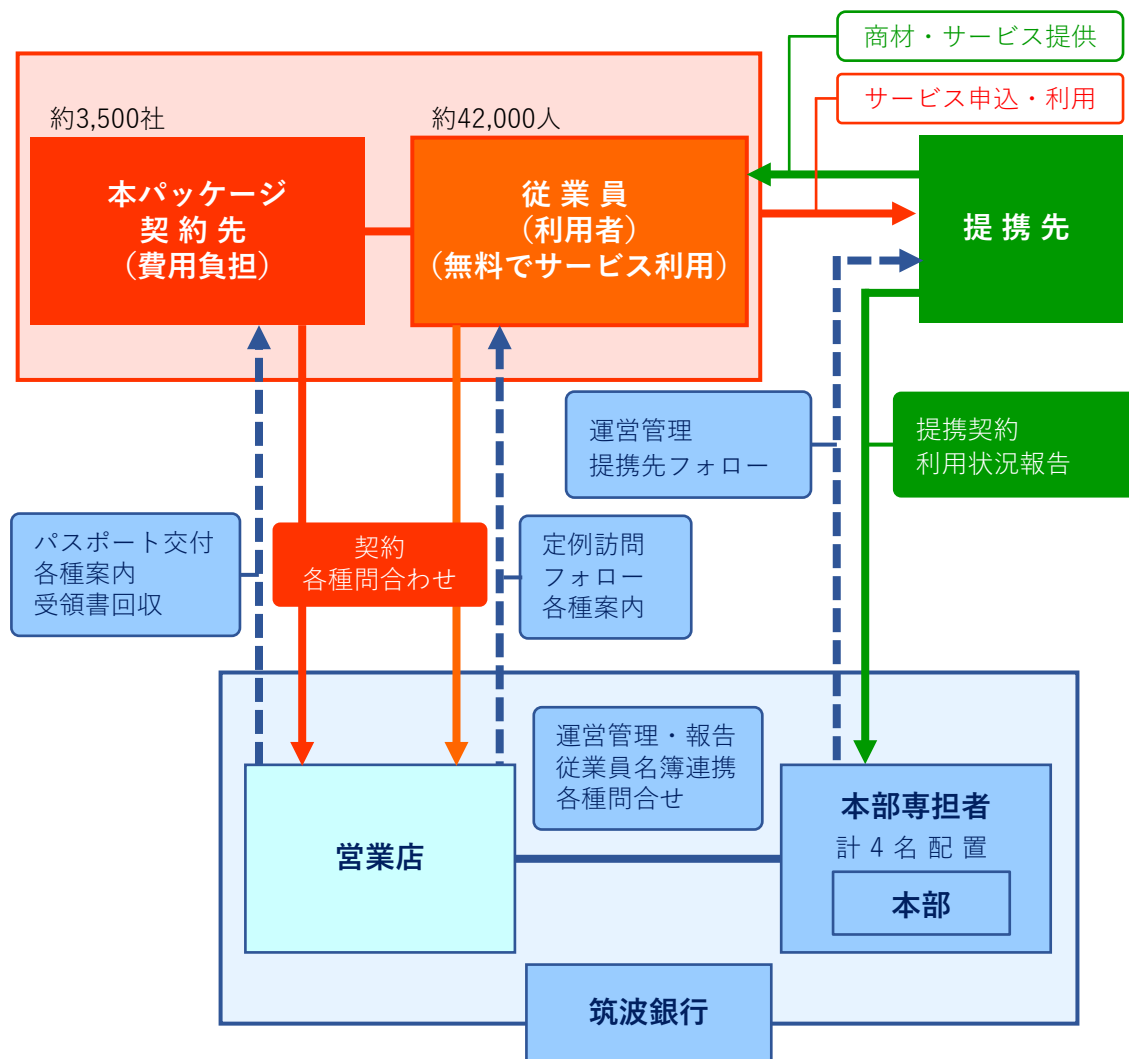 商材・サービス提供
サービス申込・利用
約3,500社
約42,000人
本パッケージ
契 約 先
（費用負担）
従 業 員
（利用者）
（無料でサービス利用）
提 携 先
運営管理
提携先フォロー
提携契約
利用状況報告
パスポート交付
各種案内
受領書回収
契約
各種問合わせ
定例訪問
フォロー
各種案内
運営管理・報告
従業員名簿連携
各種問合せ
営業店
本部専担者
計 4 名 配 置
本部
筑波銀行